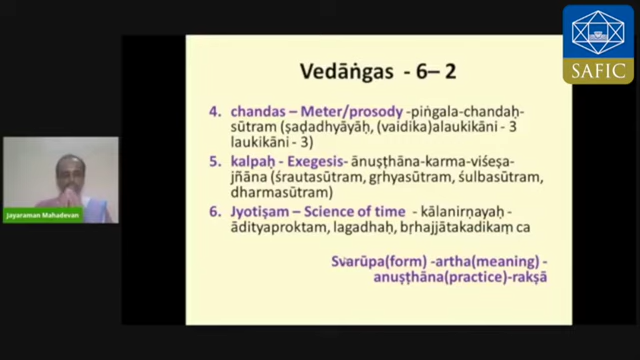 SAFIC
Vedāṅgas - 6– 2
4. chandas – Meter/prosody -piṅgala-chandaḥ-
sūtram (ṣaḍadhyāyāḥ, (vaidika)alaukikāni - 3
laukikāni - 3)
5. kalpaḥ - Exegesis- ānuṣṭhāna-karma-viśeṣa-
jñāna (śrautasūtram, gṛhyasūtram, śulbasūtram,
dharmasūtram)
6. Jyotiṣam – Science of time - kālanirṇayaḥ -
ādityaproktam, lagadhaḥ, bṛhajjātakadikaṃ ca
Svarūpa(form) -artha(meaning) -
anuṣṭhāna(practice)-rakṣā
Jayaraman Mahadevan